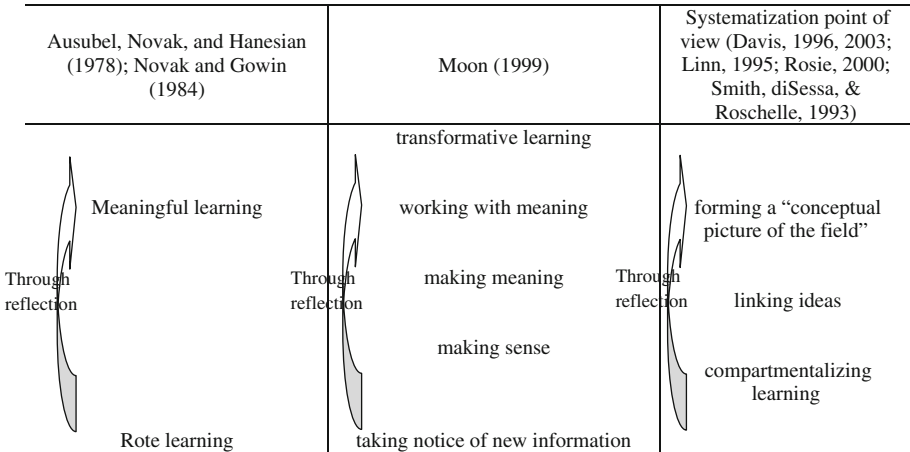 Ausubel, Novak, and Hanesian
(1978); Novak and Gowin
(1984)
Moon (1999)
Systematization point of
view (Davis, 1996, 2003;
Linn, 1995; Rosie, 2000;
Smith, diSessa, &
Roschelle, 1993)
Through
reflection
Meaningful learning
Rote learning
Through
reflection
transformative learning
working with meaning
making meaning
making sense
taking notice of new information
Through
reflection
forming a “conceptual
picture of the field”
linking ideas
compartmentalizing
learning